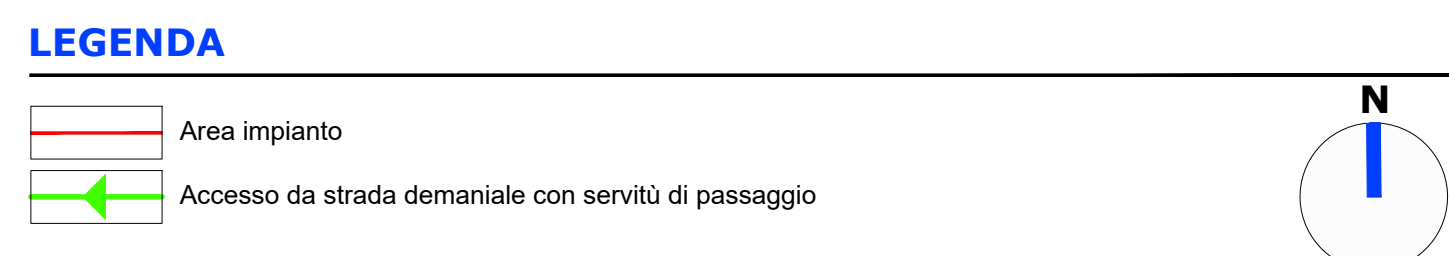 LEGENDA
N
Area impianto
Accesso da strada demaniale con servitù di passaggio